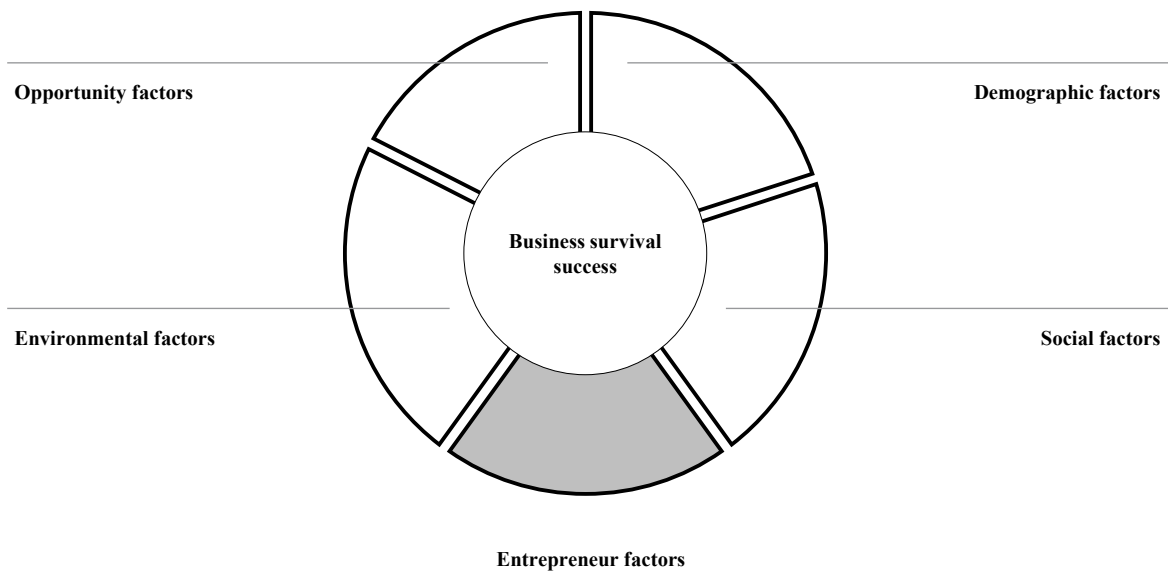 Opportunity factors
Demographic factors
Business survival
success
Environmental factors
Social factors
Entrepreneur factors